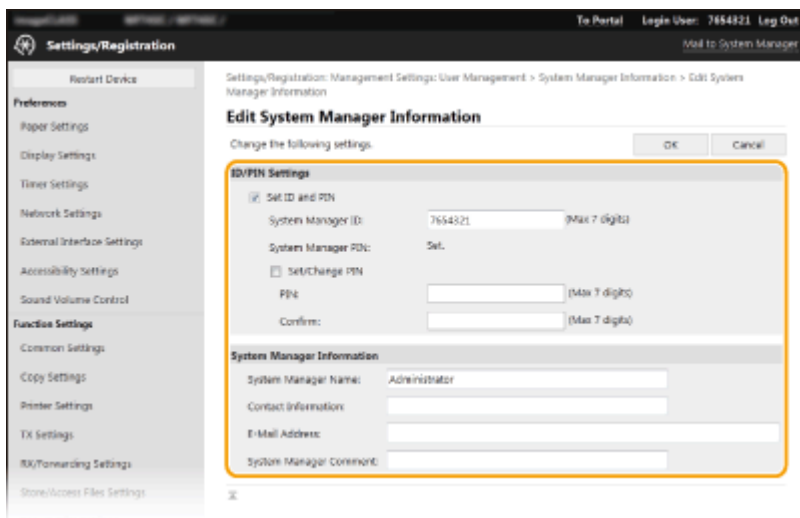 To Portal Login User: 7654321 Log Out
Settings/Registration
Mail to System Manager
Restart Device
Preferences
Paper Settings
Display Settings
Timer Settings
Network Settings
External Interface Settings
Accessibility Settings
Sound Volume Control
Function Settings
Common Settings
Copy Settings
Printer Settings
TX Settings
RX/Forwarding Settings
Store/Access Files Settings
Settings/Registration: Management Settings: User Management > System Manager Information > Edit System
Manager Information
Edit System Manager Information
Change the following settings.
OK Cancel
ID/PIN Settings
Set ID and PIN
System Manager ID: 7654321 (Max 7 digits)
System Manager PIN: Set.
Set/Change PIN
PIN: (Max 7 digits)
Confirm: (Max 7 digits)
System Manager Information
System Manager Name: Administrator
Contact Information:
E-Mail Address:
System Manager Comment: